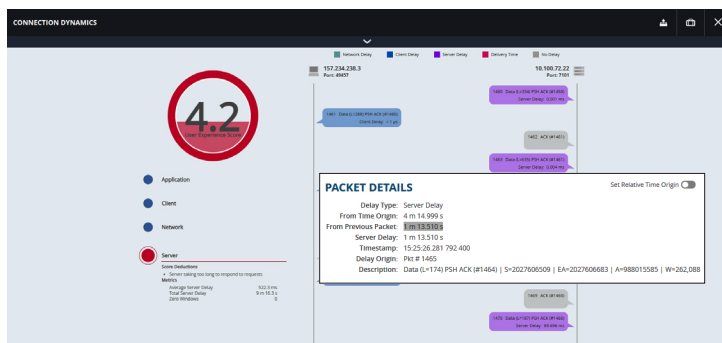 CONNECTION DYNAMICS
Network Delay Client Delay Server Delay Delivery Time No Delay
157.234.238.3
Port: 49457
10.100.72.22
Port: 7101
4.2
User Experience Score
Application
Client
Network
Server
Score Deductions
Server taking too long to respond to requests
Metrics
Average Server Delay 522.3 ms
Total Server Delay 9 m 18.3 s
Zero Windows 0
Server Delay: 0.001 ms
Client Delay: < 1 µs
1462 ACK (#1461)
Server Delay: 0.004 ms
PACKET DETAILS
Set Relative Time Origin
Delay Type: Server Delay
From Time Origin: 4 m 14.999 s
From Previous Packet: 1 m 13.510 s
Server Delay: 1 m 13.510 s
Timestamp: 15:25:26.281 792 400
Delay Origin: Pkt # 1465
Description: Data (L=174) PSH ACK (#1464) | S=2027606509 | EA=2027606683 | A=988015585 | W=262,088